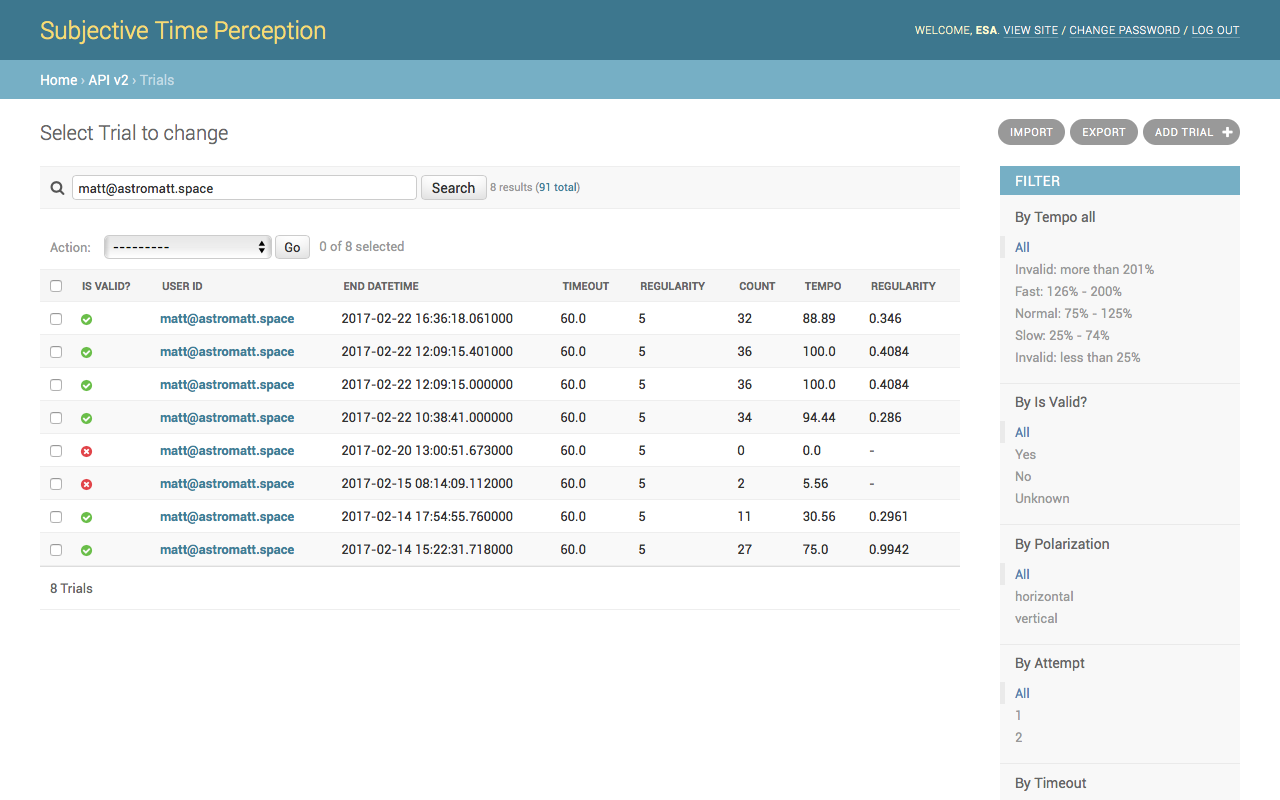 Subjective Time Perception
WELCOME, ESA. VIEW SITE / CHANGE PASSWORD / LOG OUT
Home › API v2 › Trials
Select Trial to change
IMPORT EXPORT ADD TRIAL +
matt@astromatt.space Search 8 results (91 total)
Action: --------- Go 0 of 8 selected
IS VALID? USER ID END DATETIME TIMEOUT REGULARITY COUNT TEMPO REGULARITY
matt@astromatt.space 2017-02-22 16:36:18.061000 60.0 5 32 88.89 0.346
matt@astromatt.space 2017-02-22 12:09:15.401000 60.0 5 36 100.0 0.4084
matt@astromatt.space 2017-02-22 12:09:15.000000 60.0 5 36 100.0 0.4084
matt@astromatt.space 2017-02-22 10:38:41.000000 60.0 5 34 94.44 0.286
matt@astromatt.space 2017-02-20 13:00:51.673000 60.0 5 0 0.0 -
matt@astromatt.space 2017-02-15 08:14:09.112000 60.0 5 2 5.56 -
matt@astromatt.space 2017-02-14 17:54:55.760000 60.0 5 11 30.56 0.2961
matt@astromatt.space 2017-02-14 15:22:31.718000 60.0 5 27 75.0 0.9942
8 Trials
FILTER
By Tempo all
All
Invalid: more than 201%
Fast: 126% - 200%
Normal: 75% - 125%
Slow: 25% - 74%
Invalid: less than 25%
By Is Valid?
All
Yes
No
Unknown
By Polarization
All
horizontal
vertical
By Attempt
All
1
2
By Timeout